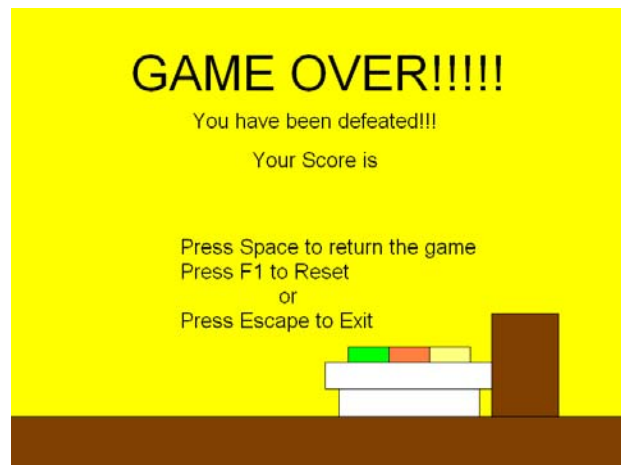 GAME OVER!!!!!
You have been defeated!!!
Your Score is
Press Space to return the game
Press F1 to Reset
or
Press Escape to Exit